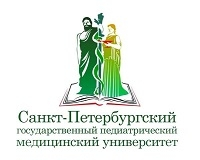 Санкт-Петербургский
государственный педиатрический
медицинский университет